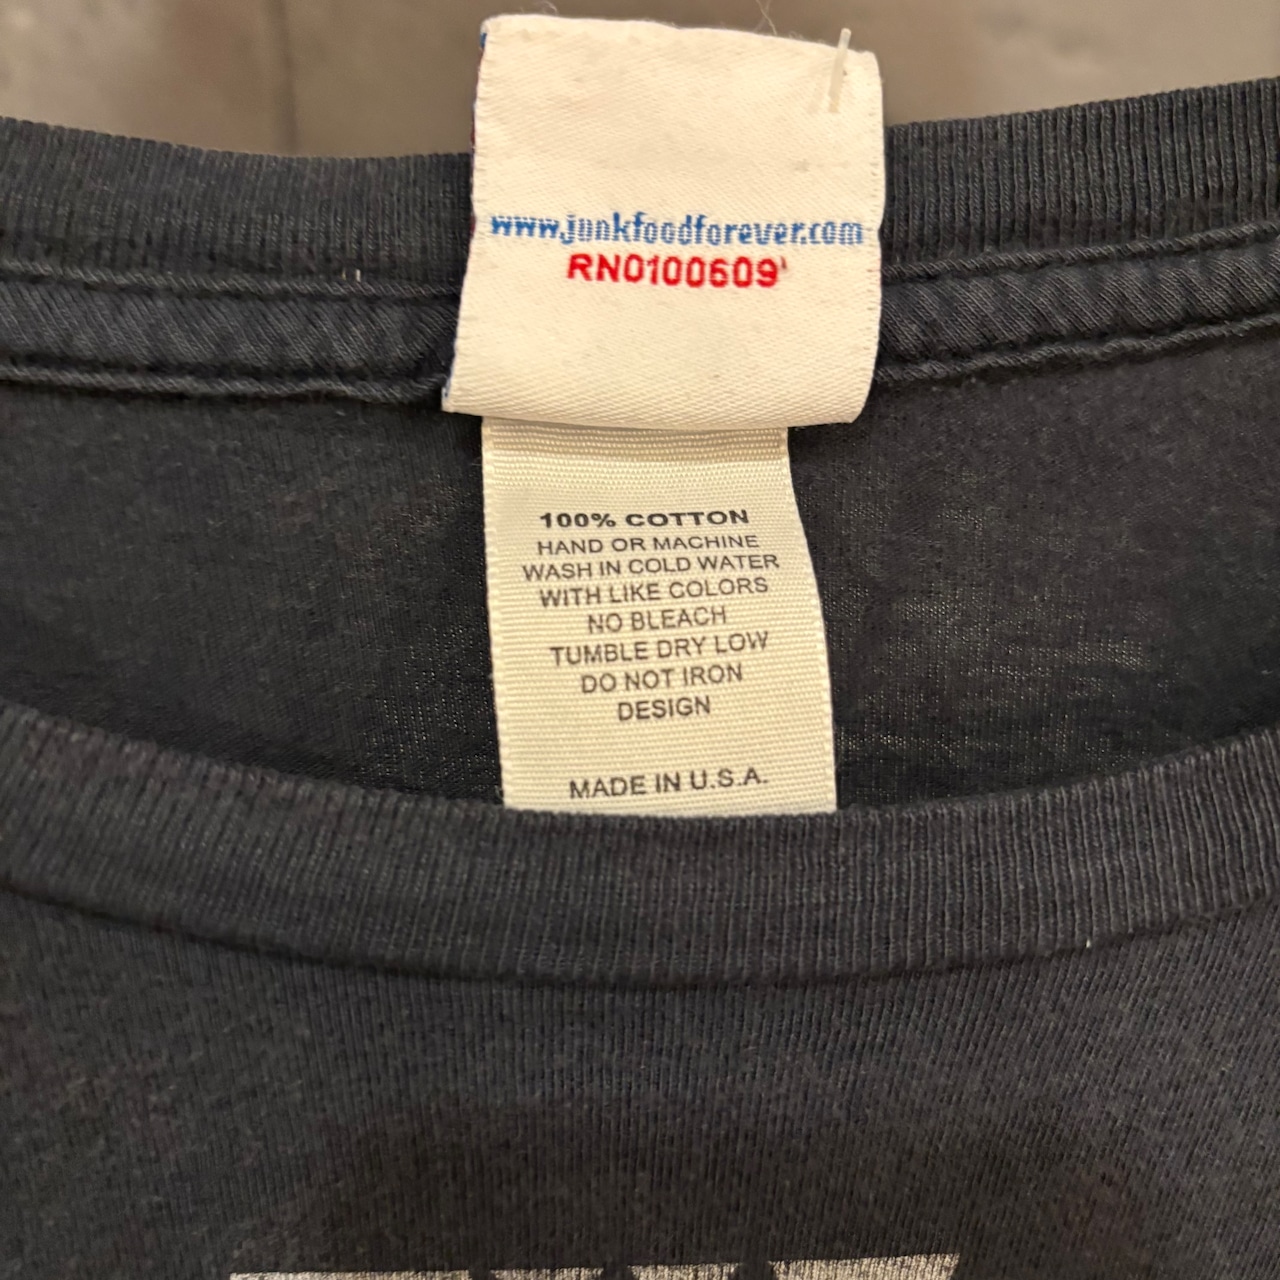 www.junkfoodforever.com
RN0100609
100% COTTON
HAND OR MACHINE
WASH IN COLD WATER
WITH LIKE COLORS
NO BLEACH
TUMBLE DRY LOW
DO NOT IRON
DESIGN
MADE IN U.S.A.